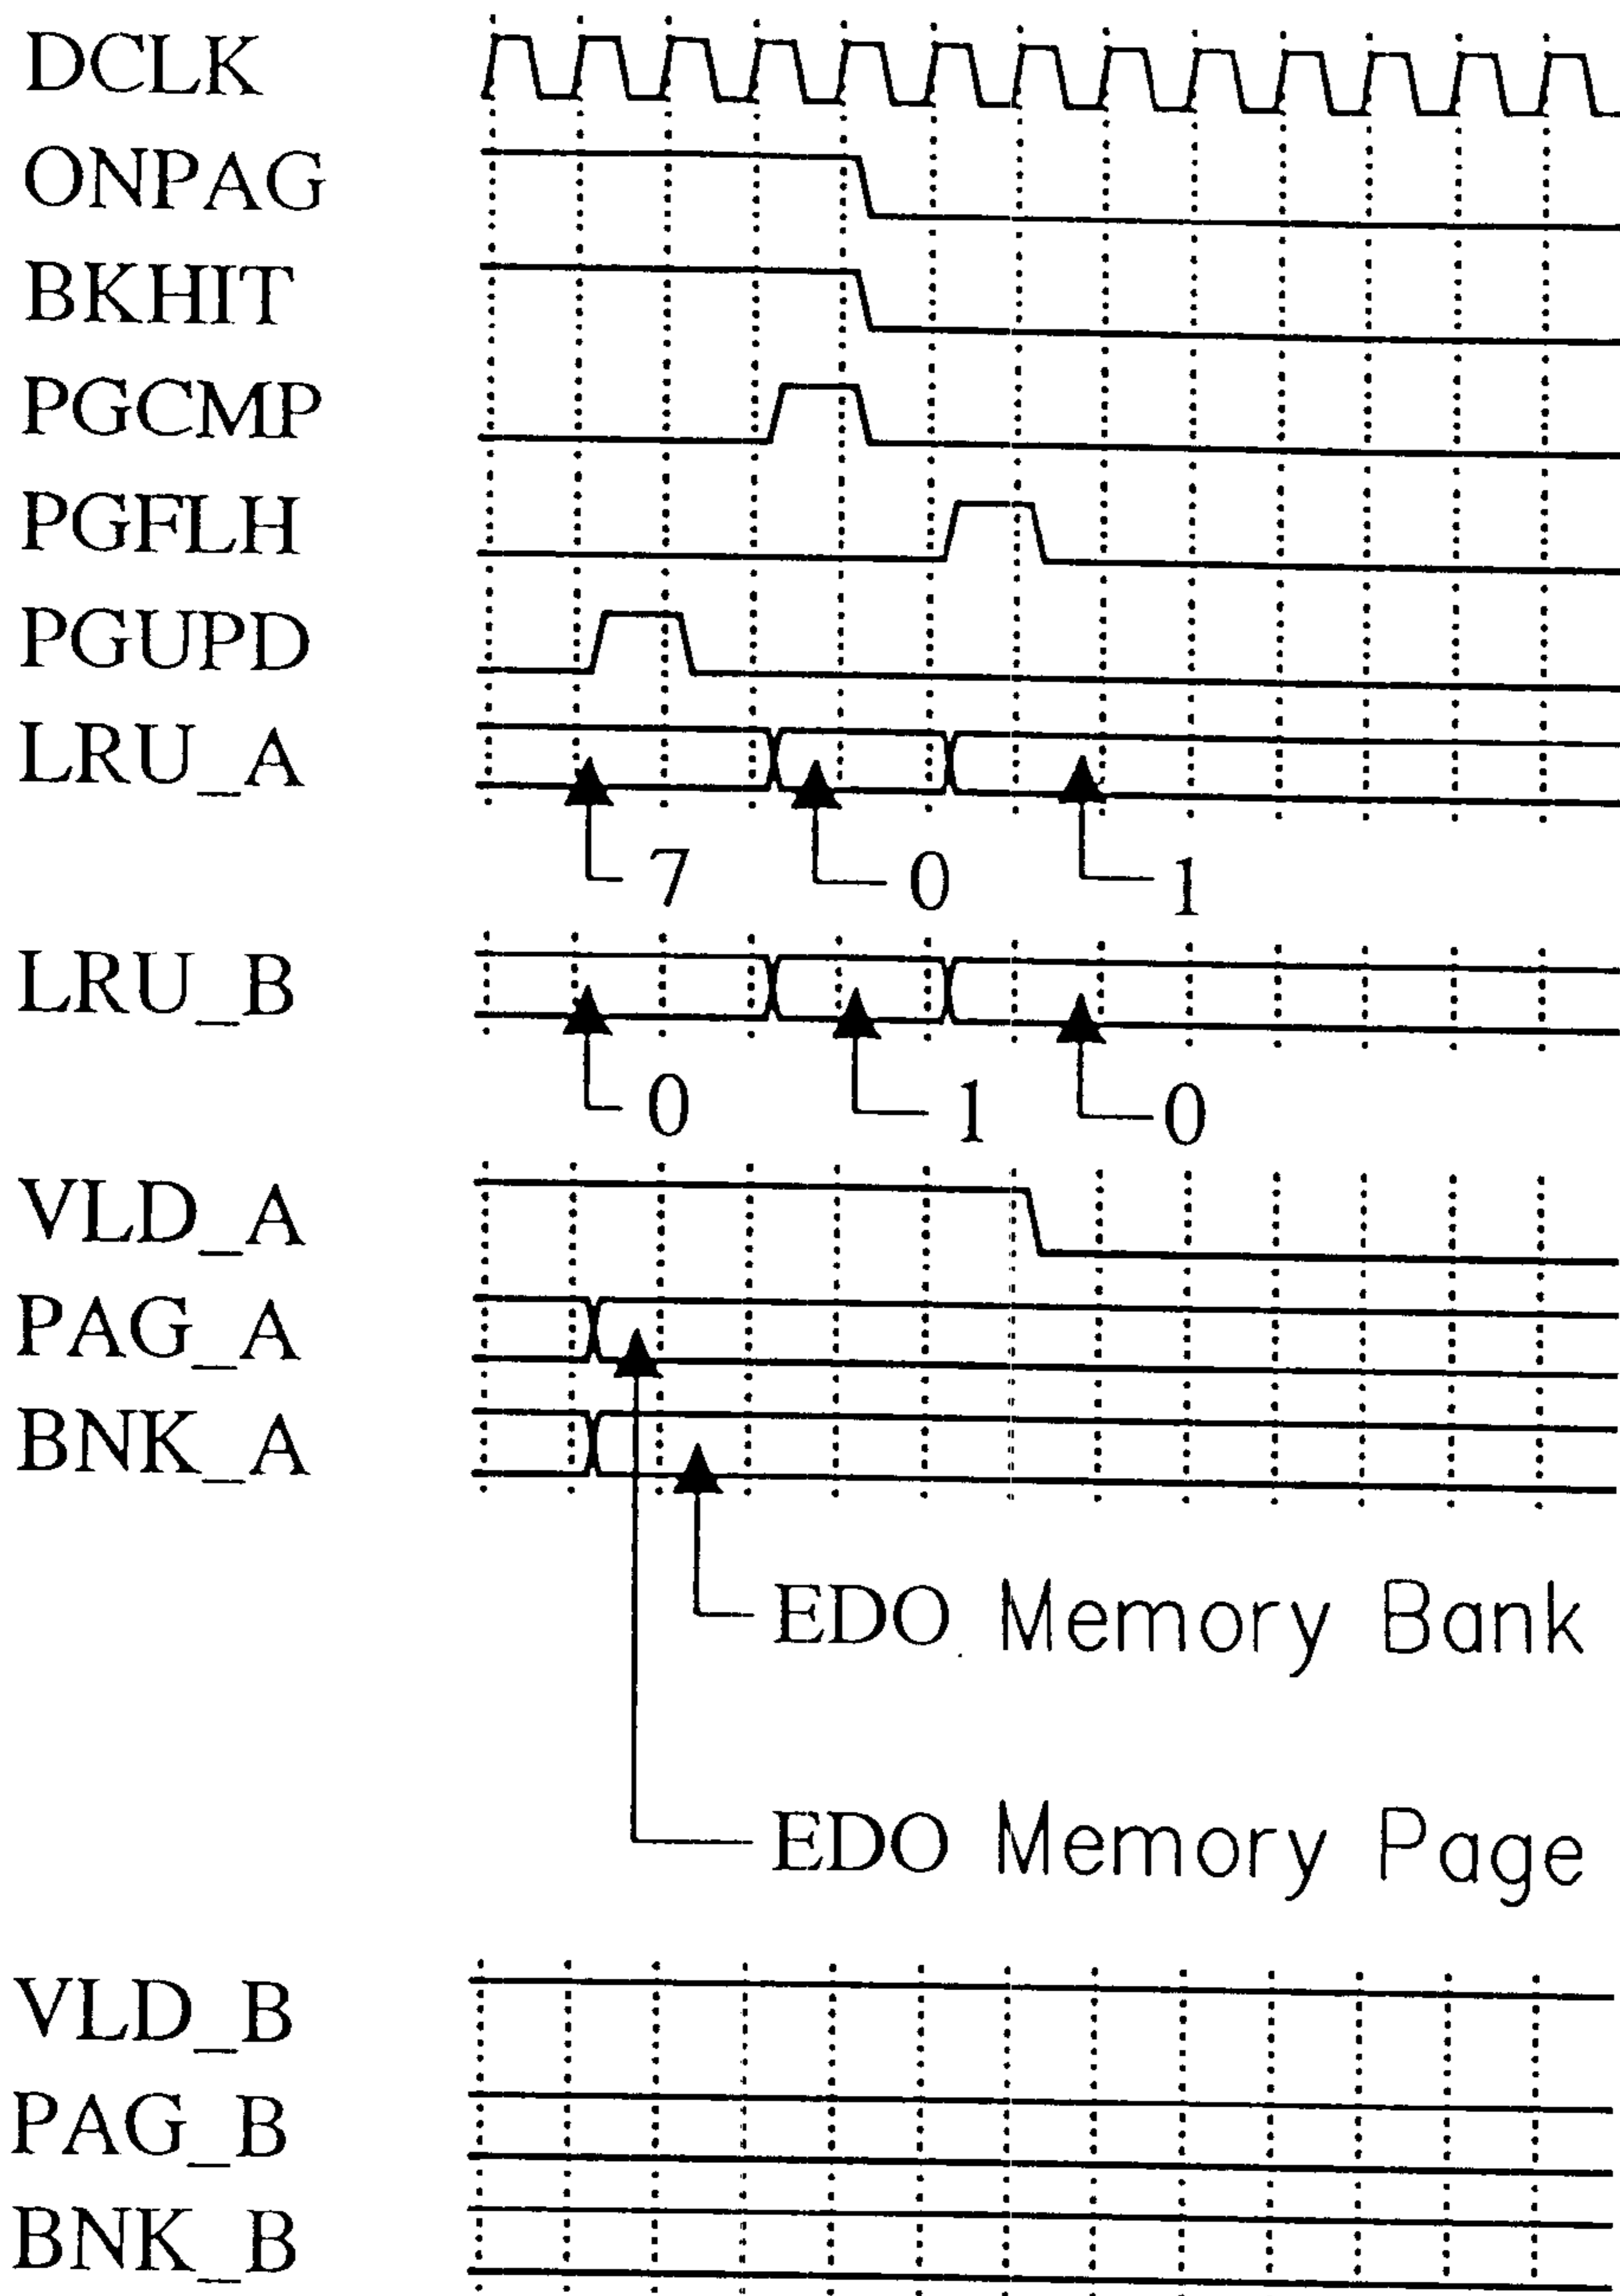 DCLK
ONPAG
BKHIT
PGCMP
PGFLH
PGUPD
LRU_A
7 0 1
LRU_B
0 1 0
VLD_A
PAG_A
BNK_A
EDO Memory Bank
EDO Memory Page
VLD_B
PAG_B
BNK_B